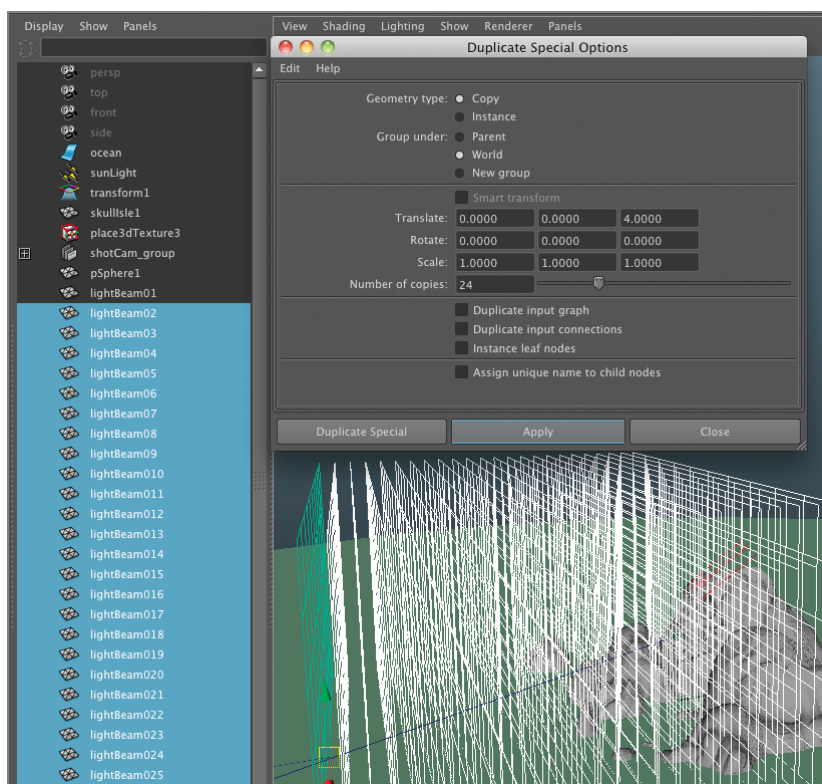 Display Show Panels
View Shading Lighting Show Renderer Panels
Duplicate Special Options
Edit Help
Geometry type: Copy
Instance
Group under: Parent
World
New group
Smart transform
Translate: 0.0000 0.0000 4.0000
Rotate: 0.0000 0.0000 0.0000
Scale: 1.0000 1.0000 1.0000
Number of copies: 24
Duplicate input graph
Duplicate input connections
Instance leaf nodes
Assign unique name to child nodes
Duplicate Special Apply Close
persp
top
front
side
ocean
sunLight
transform1
skullIsle1
place3dTexture3
shotCam_group
pSphere1
lightBeam01
lightBeam02
lightBeam03
lightBeam04
lightBeam05
lightBeam06
lightBeam07
lightBeam08
lightBeam09
lightBeam010
lightBeam011
lightBeam012
lightBeam013
lightBeam014
lightBeam015
lightBeam016
lightBeam017
lightBeam018
lightBeam019
lightBeam020
lightBeam021
lightBeam022
lightBeam023
lightBeam024
lightBeam025